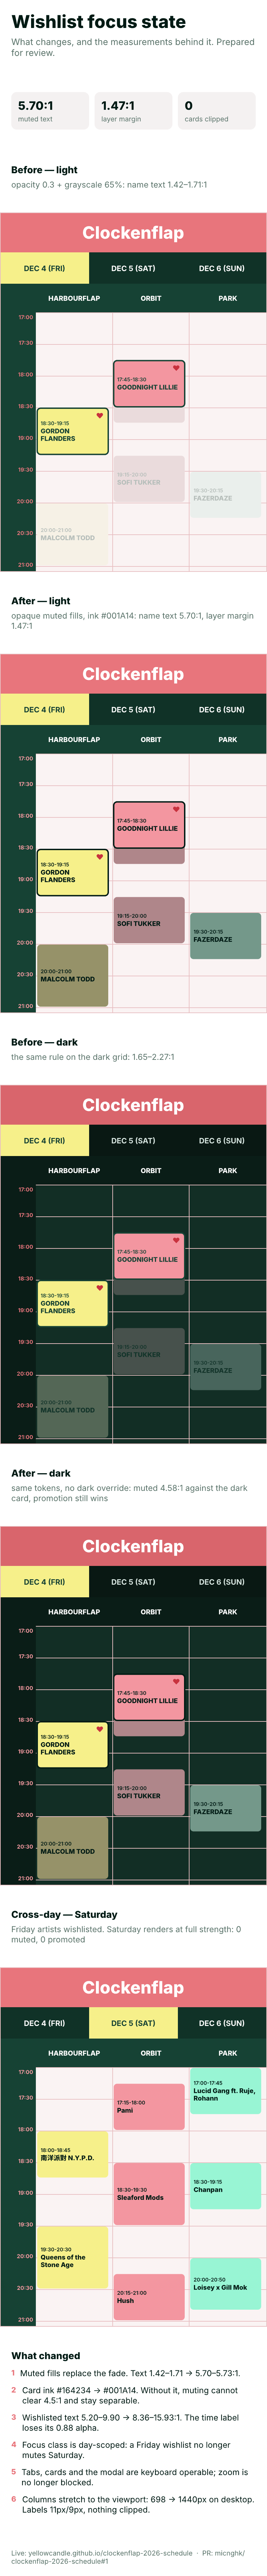 Wishlist focus state
What changes, and the measurements behind it. Prepared
for review.
5.70:1
muted text
1.47:1
layer margin
0
cards clipped
Before — light
opacity 0.3 + grayscale 65%: name text 1.42–1.71:1
Clockenflap
DEC 4 (FRI)
DEC 5 (SAT)
DEC 6 (SUN)
HARBOURFLAP
ORBIT
PARK
17:00
17:30
18:00
17:45-18:30
GOODNIGHT LILLIE
18:30
18:30-19:15
GORDON
FLANDERS
19:00
19:30
19:15-20:00
SOFI TUKKER
19:30-20:15
FAZERDAZE
20:00
20:00-21:00
MALCOLM TODD
20:30
21:00
After — light
opaque muted fills, ink #001A14: name text 5.70:1, layer margin
1.47:1
Clockenflap
DEC 4 (FRI)
DEC 5 (SAT)
DEC 6 (SUN)
HARBOURFLAP
ORBIT
PARK
17:00
17:30
18:00
17:45-18:30
GOODNIGHT LILLIE
18:30
18:30-19:15
GORDON
FLANDERS
19:00
19:30
19:15-20:00
SOFI TUKKER
19:30-20:15
FAZERDAZE
20:00
20:00-21:00
MALCOLM TODD
20:30
21:00
Before — dark
the same rule on the dark grid: 1.65–2.27:1
Clockenflap
DEC 4 (FRI)
DEC 5 (SAT)
DEC 6 (SUN)
HARBOURFLAP
ORBIT
PARK
17:00
17:30
18:00
17:45-18:30
GOODNIGHT LILLIE
18:30
18:30-19:15
GORDON
FLANDERS
19:00
19:30
19:15-20:00
SOFI TUKKER
19:30-20:15
FAZERDAZE
20:00
20:00-21:00
MALCOLM TODD
20:30
21:00
After — dark
same tokens, no dark override: muted 4.58:1 against the dark
card, promotion still wins
Clockenflap
DEC 4 (FRI)
DEC 5 (SAT)
DEC 6 (SUN)
HARBOURFLAP
ORBIT
PARK
17:00
17:30
18:00
17:45-18:30
GOODNIGHT LILLIE
18:30
18:30-19:15
GORDON
FLANDERS
19:00
19:30
19:15-20:00
SOFI TUKKER
19:30-20:15
FAZERDAZE
20:00
20:00-21:00
MALCOLM TODD
20:30
21:00
Cross-day — Saturday
Friday artists wishlisted. Saturday renders at full strength: 0
muted, 0 promoted
Clockenflap
DEC 4 (FRI)
DEC 5 (SAT)
DEC 6 (SUN)
HARBOURFLAP
ORBIT
PARK
17:00
17:00-17:45
Lucid Gang ft. Ruje,
Rohann
17:15-18:00
Pami
17:30
18:00
18:00-18:45
南洋派對 N.Y.P.D.
18:30
18:30-19:30
Sleaford Mods
18:30-19:15
Chanpan
19:00
19:30
19:30-20:30
Queens of the
Stone Age
20:00
20:00-20:50
Loisey x Gill Mok
20:15-21:00
Hush
20:30
21:00
What changed
1 Muted fills replace the fade. Text 1.42–1.71 → 5.70–5.73:1.
2 Card ink #164234 → #001A14. Without it, muting cannot
clear 4.5:1 and stay separable.
3 Wishlisted text 5.20–9.90 → 8.36–15.93:1. The time label
loses its 0.88 alpha.
4 Focus class is day-scoped: a Friday wishlist no longer
mutes Saturday.
5 Tabs, cards and the modal are keyboard operable; zoom is
no longer blocked.
6 Columns stretch to the viewport: 698 → 1440px on desktop.
Labels 11px/9px, nothing clipped.
Live: yellowcandle.github.io/clockenflap-2026-schedule · PR: micnghk/
clockenflap-2026-schedule#1